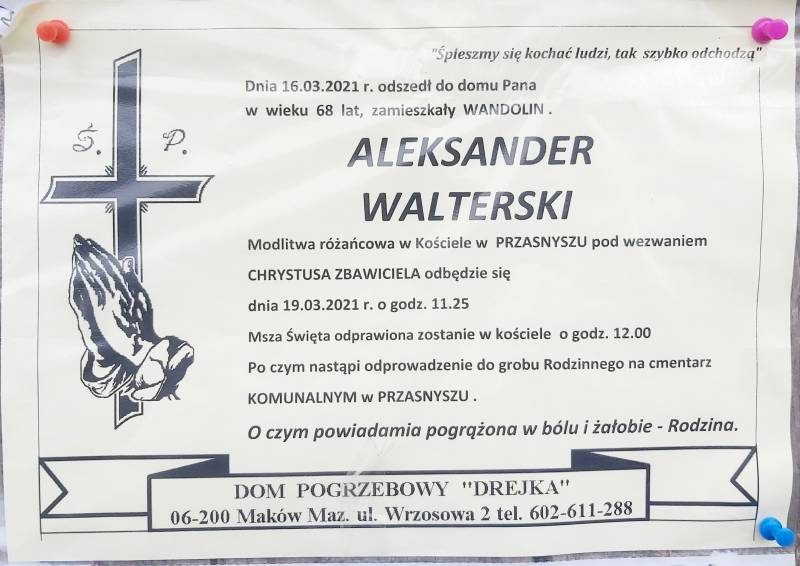 "Śpieszmy się kochać ludzi, tak szybko odchodzą"
Dnia 16.03.2021 r. odszedł do domu Pana
w wieku 68 lat, zamieszkały WANDOLIN .
Ś. P.
ALEKSANDER
WALTERSKI
Modlitwa różańcowa w Kościele w PRZASNYSZU pod wezwaniem
CHRYSTUSA ZBAWICIELA odbędzie się
dnia 19.03.2021 r. o godz. 11.25
Msza Święta odprawiona zostanie w kościele o godz. 12.00
Po czym nastąpi odprowadzenie do grobu Rodzinnego na cmentarz
KOMUNALNYM w PRZASNYSZU .
O czym powiadamia pogrążona w bólu i żałobie - Rodzina.
DOM POGRZEBOWY "DREJKA"
06-200 Maków Maz. ul. Wrzosowa 2 tel. 602-611-288